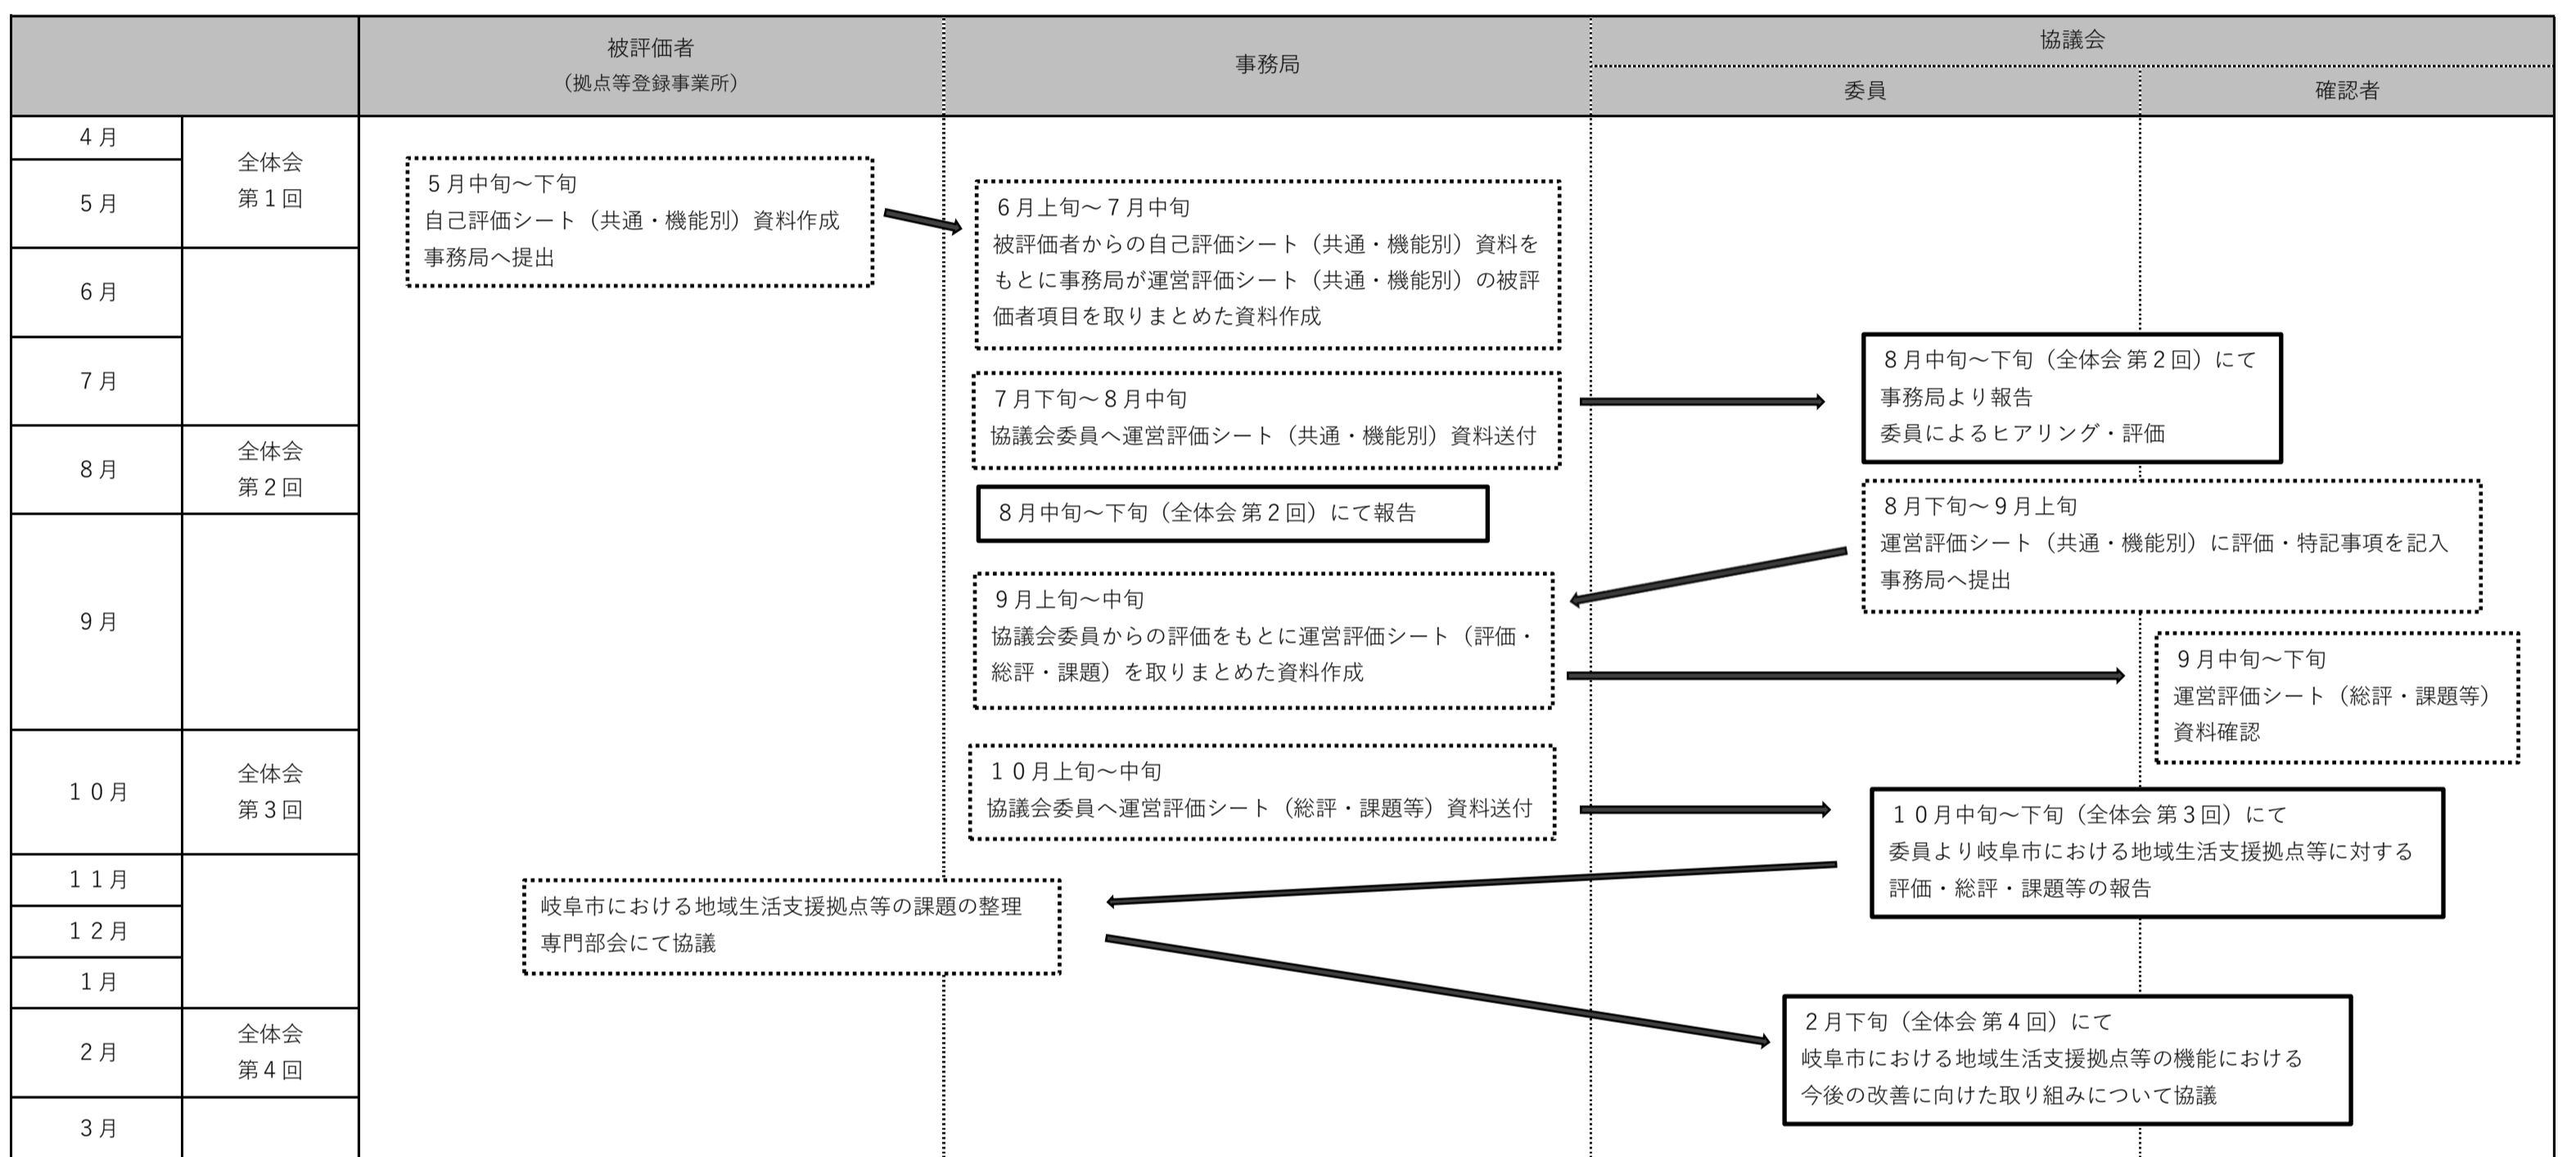 被評価者
（拠点等登録事業所）
事務局
協議会
委員
確認者
４月
５月
６月
７月
８月
９月
１０月
１１月
１２月
１月
２月
３月
全体会
第１回
全体会
第２回
全体会
第３回
全体会
第４回
５月中旬～下旬
自己評価シート（共通・機能別）資料作成
事務局へ提出
６月上旬～７月中旬
被評価者からの自己評価シート（共通・機能別）資料を
もとに事務局が運営評価シート（共通・機能別）の被評
価者項目を取りまとめた資料作成
７月下旬～８月中旬
協議会委員へ運営評価シート（共通・機能別）資料送付
８月中旬～下旬（全体会 第２回）にて
事務局より報告
委員によるヒアリング・評価
８月中旬～下旬（全体会 第２回）にて報告
８月下旬～９月上旬
運営評価シート（共通・機能別）に評価・特記事項を記入
事務局へ提出
９月上旬～中旬
協議会委員からの評価をもとに運営評価シート（評価・
総評・課題）を取りまとめた資料作成
９月中旬～下旬
運営評価シート（総評・課題等）
資料確認
１０月上旬～中旬
協議会委員へ運営評価シート（総評・課題等）資料送付
１０月中旬～下旬（全体会 第３回）にて
委員より岐阜市における地域生活支援拠点等に対する
評価・総評・課題等の報告
岐阜市における地域生活支援拠点等の課題の整理
専門部会にて協議
２月下旬（全体会 第４回）にて
岐阜市における地域生活支援拠点等の機能における
今後の改善に向けた取り組みについて協議